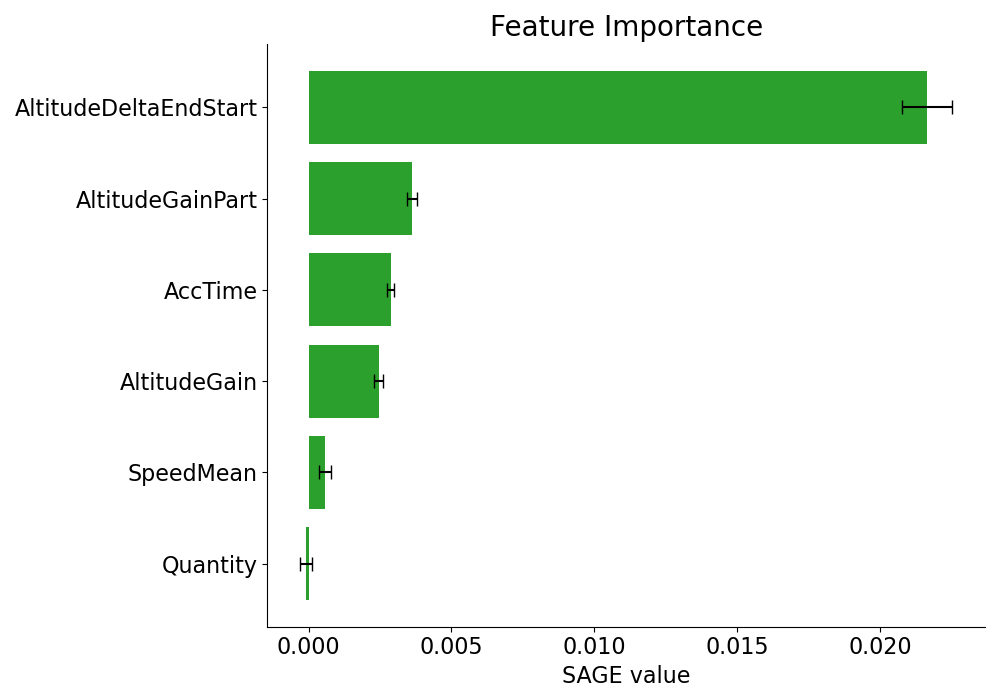 Feature Importance
AltitudeDeltaEndStart
AltitudeGainPart
AccTime
AltitudeGain
SpeedMean
Quantity
0.000 0.005 0.010 0.015 0.020
SAGE value